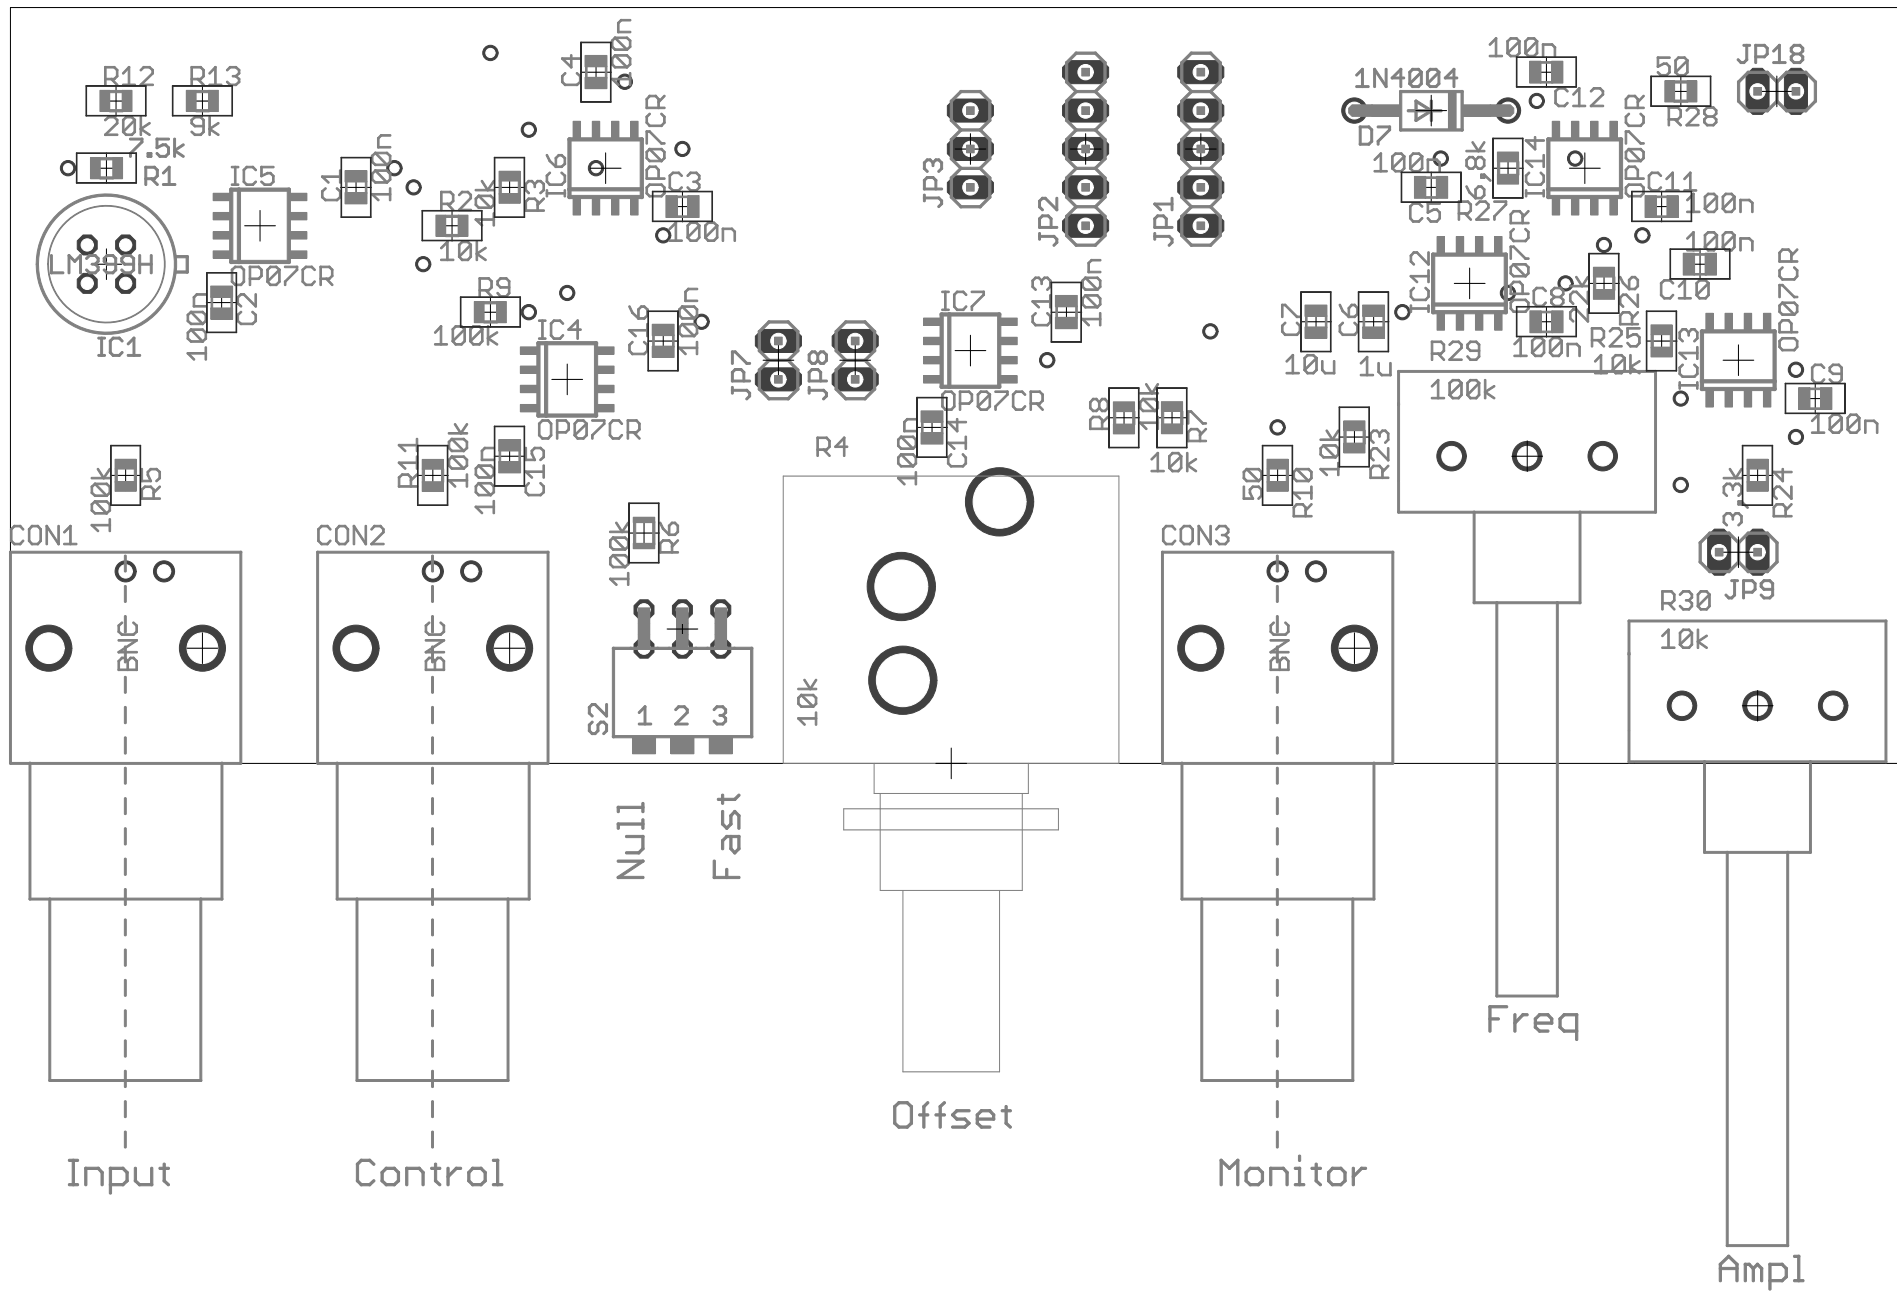 R12
20k
R13
9k
7.5k
R1
LM399H
IC1
IC5
OP07CR
100n
C2
C1
100n
R2
10k
10k
R3
C4
100n
IC6
OP07CR
C3
100n
R9
100k
IC4
OP07CR
C16
100n
JP7
JP8
JP3
JP2
JP1
IC7
OP07CR
C13
100n
100n
C14
R8
10k
R7
10k
1N4004
D7
100n
C12
50
R28
JP18
100n
C5
6,8k
R27
IC14
OP07CR
C11
100n
IC12
OP07CR
C8
100n
22k
R26
100n
C10
R25
10k
IC13
OP07CR
C9
100n
C7
10u
C6
1u
R29
100k
50
R10
10k
R23
3,3k
R24
JP9
R30
10k
100k
R5
R11
100k
100n
C15
100k
R6
R4
10k
CON1
BNC
CON2
BNC
CON3
BNC
S2
1 2 3
Null
Fast
Offset
Input
Control
Monitor
Freq
Ampl